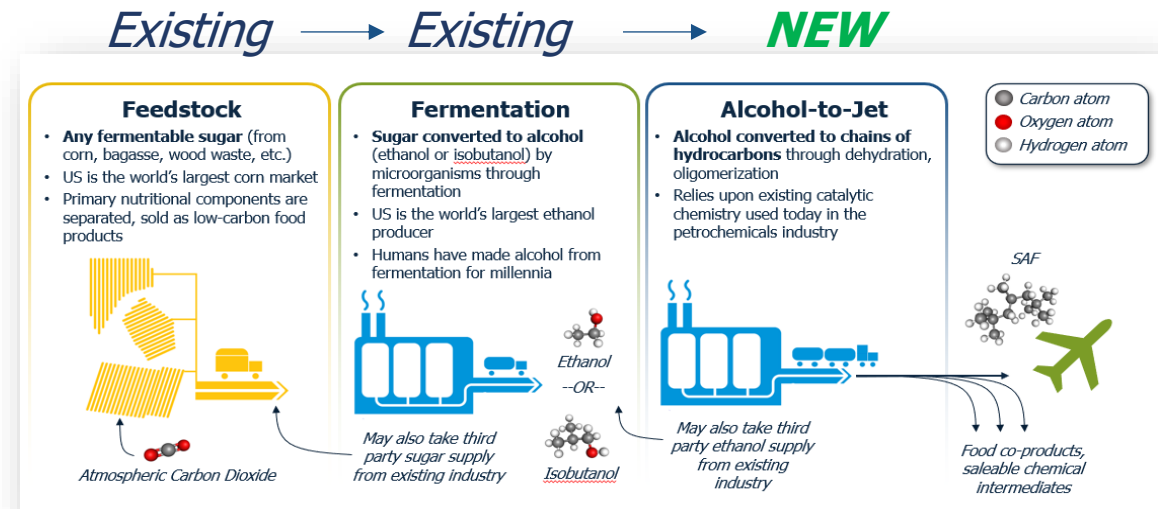 Existing
Existing
NEW
Feedstock
• Any fermentable sugar (from
corn, bagasse, wood waste, etc.)
• US is the world's largest corn market
• Primary nutritional components are
separated, sold as low-carbon food
products
Atmospheric Carbon Dioxide
Fermentation
• Sugar converted to alcohol
(ethanol or isobutanol) by
microorganisms through
fermentation
• US is the world's largest ethanol
producer
• Humans have made alcohol from
fermentation for millennia
Ethanol
--OR--
Isobutanol
May also take third
party sugar supply
from existing industry
Alcohol-to-Jet
• Alcohol converted to chains of
hydrocarbons through dehydration,
oligomerization
• Relies upon existing catalytic
chemistry used today in the
petrochemicals industry
May also take third
party ethanol supply
from existing
industry
Carbon atom
Oxygen atom
Hydrogen atom
SAF
Food co-products,
saleable chemical
intermediates